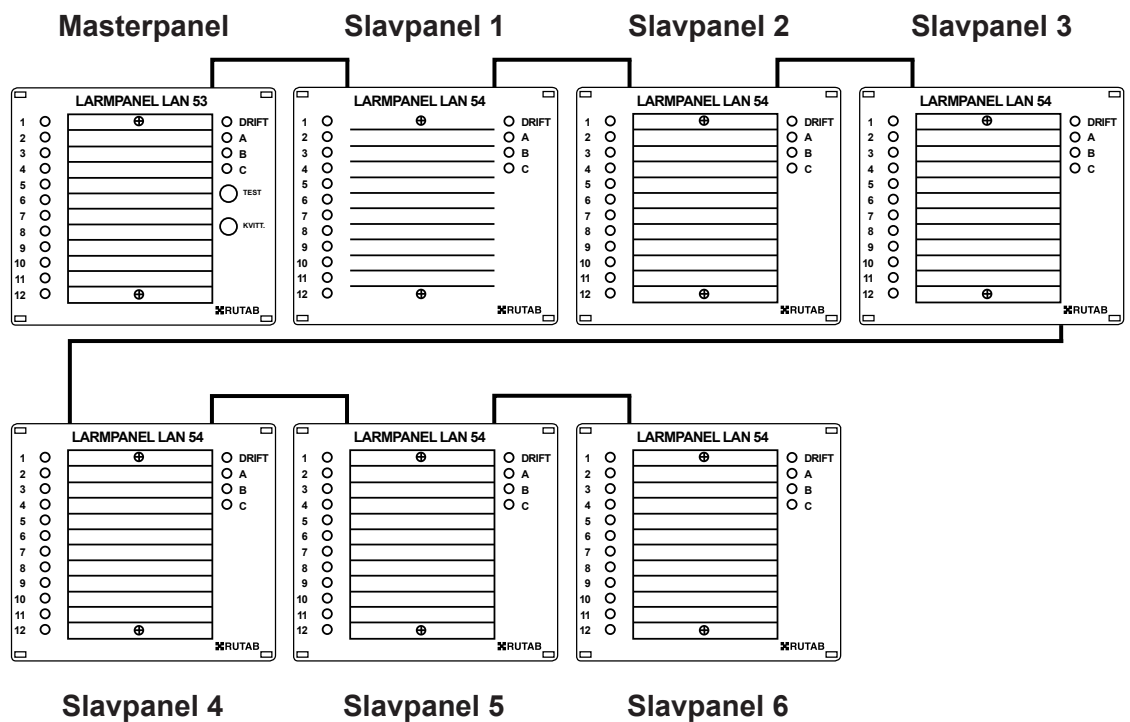 Masterpanel
Slavpanel 1
Slavpanel 2
Slavpanel 3
LARMPANEL LAN 53
1
2
3
4
5
6
7
8
9
10
11
12
DRIFT
A
B
C
TEST
KVITT.
RUTAB
LARMPANEL LAN 54
1
2
3
4
5
6
7
8
9
10
11
12
DRIFT
A
B
C
RUTAB
LARMPANEL LAN 54
1
2
3
4
5
6
7
8
9
10
11
12
DRIFT
A
B
C
RUTAB
LARMPANEL LAN 54
1
2
3
4
5
6
7
8
9
10
11
12
DRIFT
A
B
C
RUTAB
LARMPANEL LAN 54
1
2
3
4
5
6
7
8
9
10
11
12
DRIFT
A
B
C
RUTAB
LARMPANEL LAN 54
1
2
3
4
5
6
7
8
9
10
11
12
DRIFT
A
B
C
RUTAB
LARMPANEL LAN 54
1
2
3
4
5
6
7
8
9
10
11
12
DRIFT
A
B
C
RUTAB
Slavpanel 4
Slavpanel 5
Slavpanel 6